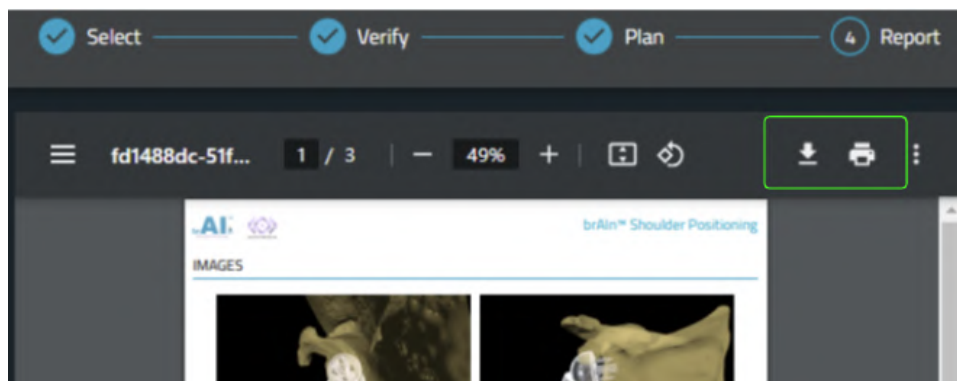 Select Verify Plan 4 Report
fd1488dc-51f... 1 / 3 49%
AI. brAIn™ Shoulder Positioning
IMAGES